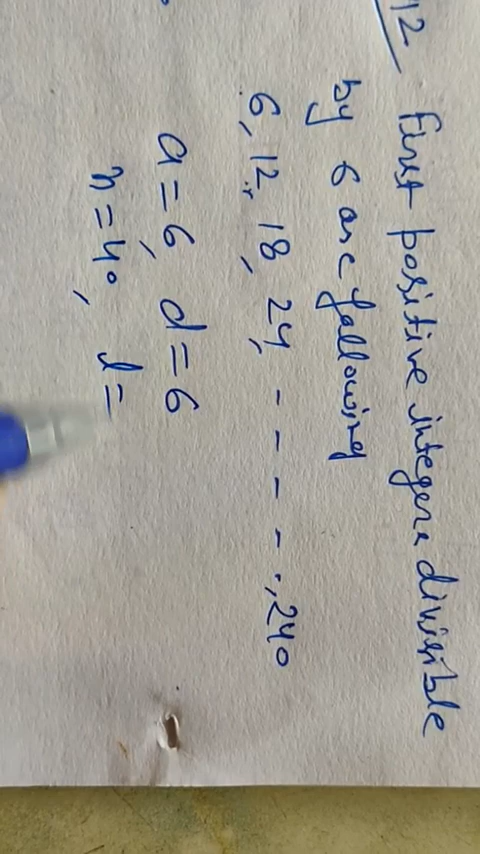 12 First positive integers divisible
by 6 are following
6, 12, 18, 24, - - - - ., 240
a = 6, d = 6
n = 40, l =